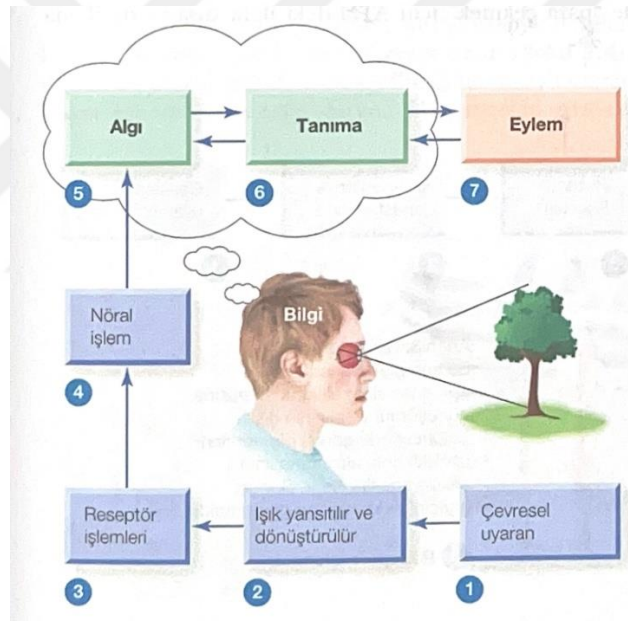 Algı
Tanıma
Eylem
5
6
7
Nöral
işlem
Bilgi
4
Reseptör
işlemleri
Işık yansıtılır ve
dönüştürülür
Çevresel
uyaran
3
2
1